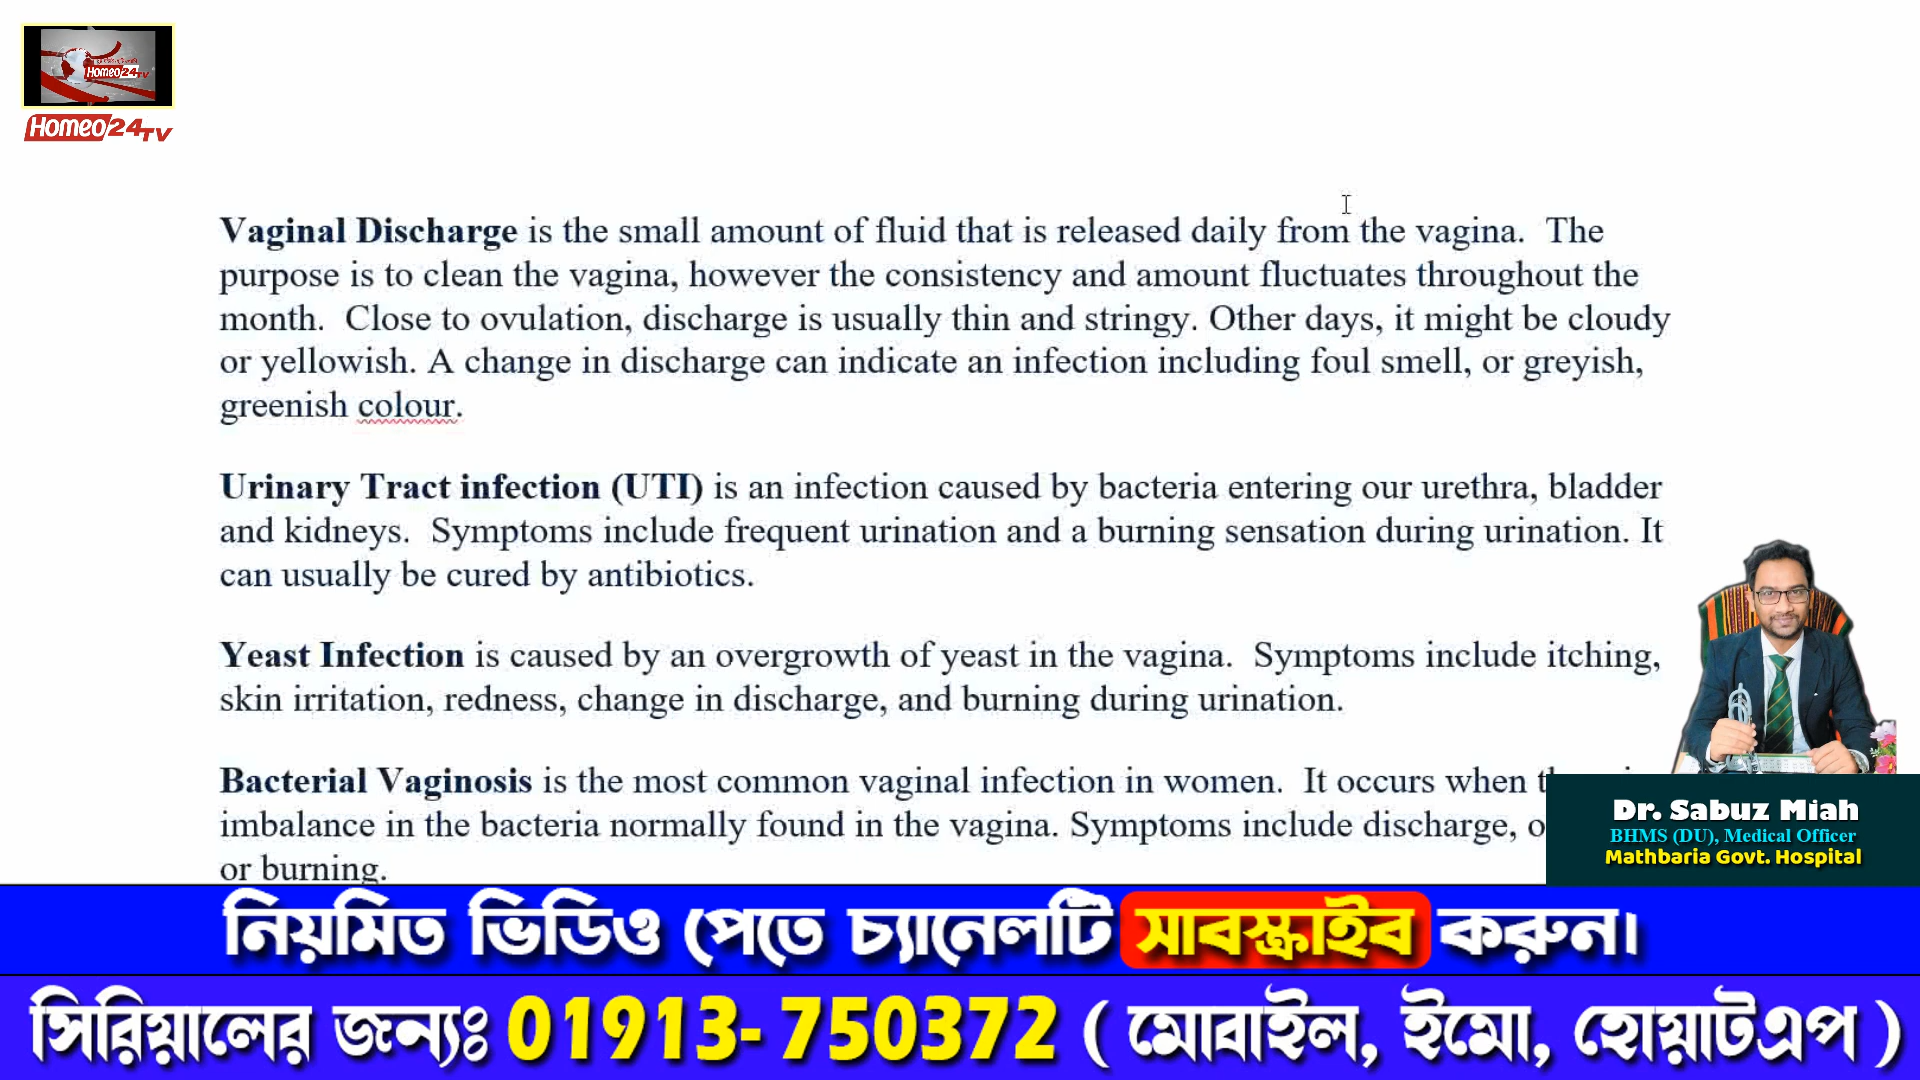 Homeo24TV
Homeo24TV
Vaginal Discharge is the small amount of fluid that is released daily from the vagina. The
purpose is to clean the vagina, however the consistency and amount fluctuates throughout the
month. Close to ovulation, discharge is usually thin and stringy. Other days, it might be cloudy
or yellowish. A change in discharge can indicate an infection including foul smell, or greyish,
greenish colour.
Urinary Tract infection (UTI) is an infection caused by bacteria entering our urethra, bladder
and kidneys. Symptoms include frequent urination and a burning sensation during urination. It
can usually be cured by antibiotics.
Yeast Infection is caused by an overgrowth of yeast in the vagina. Symptoms include itching,
skin irritation, redness, change in discharge, and burning during urination.
Bacterial Vaginosis is the most common vaginal infection in women. It occurs when
imbalance in the bacteria normally found in the vagina. Symptoms include discharge,
or burning.
Dr. Sabuz Miah
BHMS (DU), Medical Officer
Mathbaria Govt. Hospital
নিয়মিত ভিডিও পেতে চ্যানেলটি সাবস্ক্রাইব করুন।
সিরিয়ালের জন্যঃ 01913-750372 ( মোবাইল, ইমো, হোয়াটএপ )